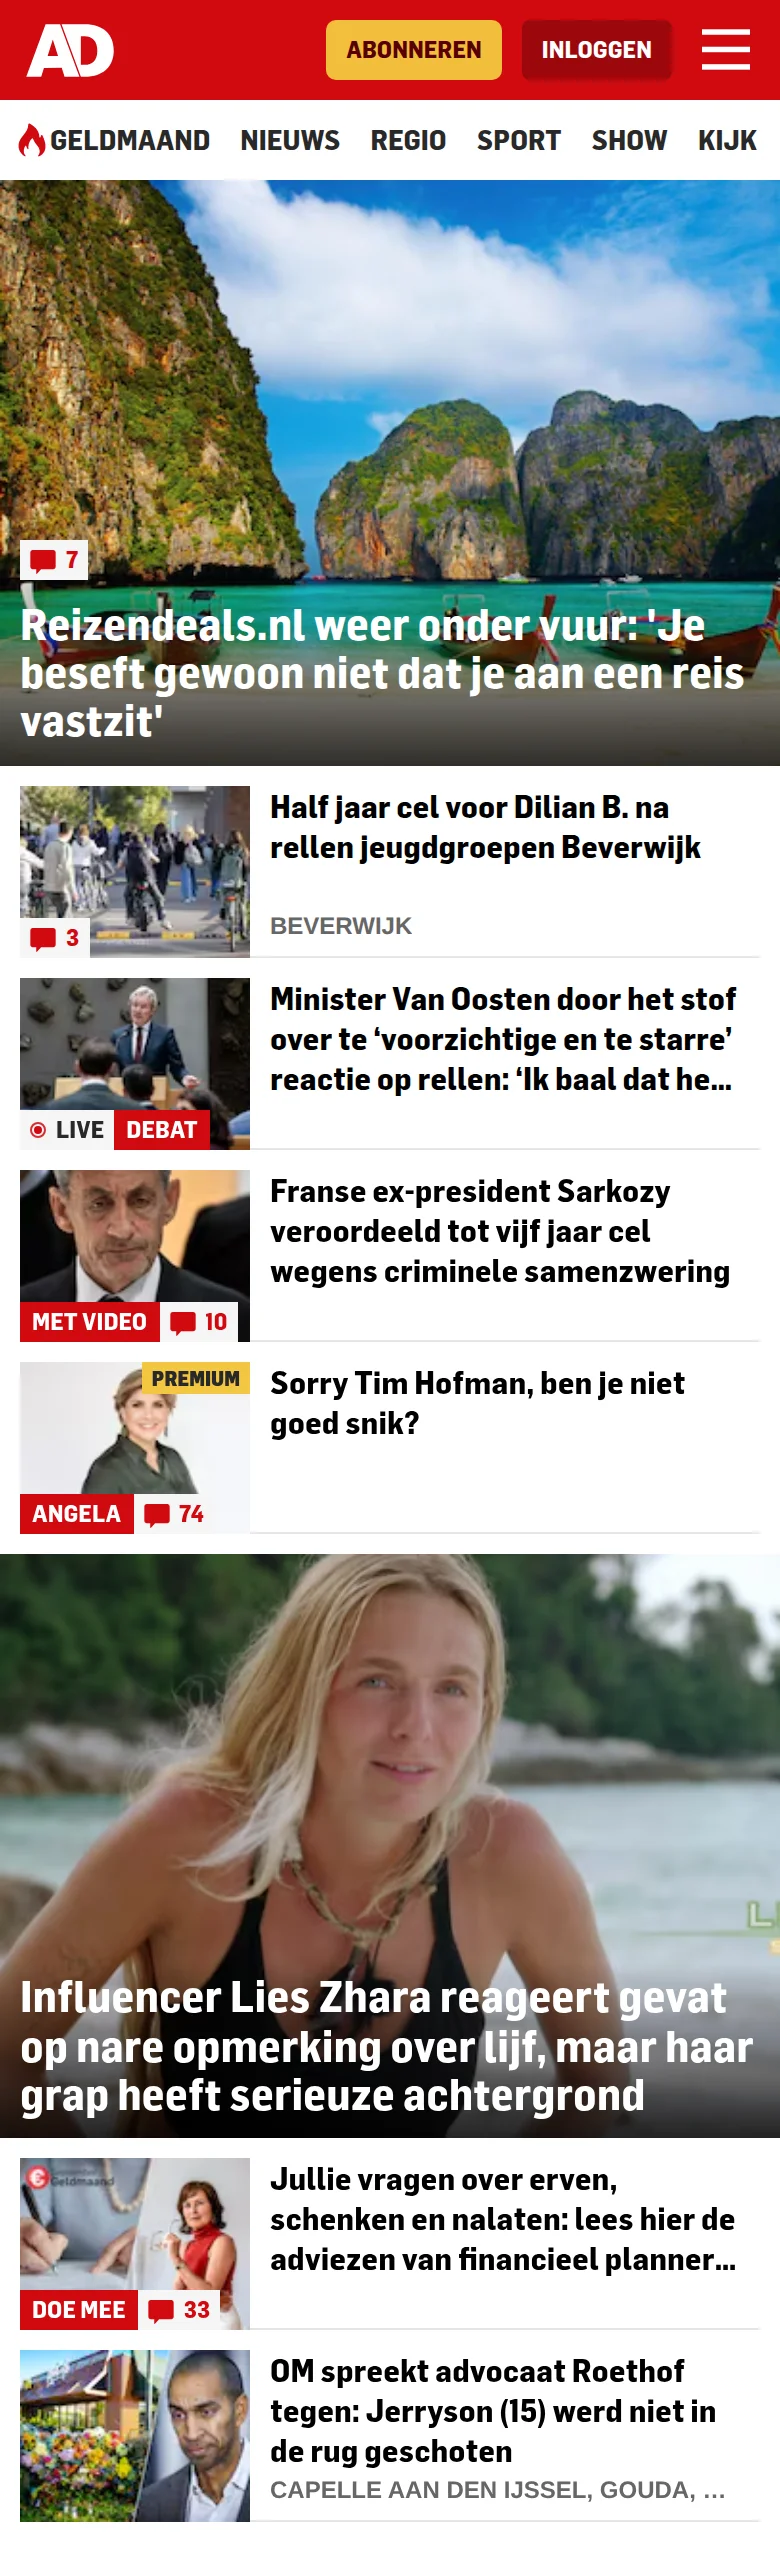 AD
ABONNEREN
INLOGGEN
GELDMAAND
NIEUWS
REGIO
SPORT
SHOW
KIJK
7
Reizendeals.nl weer onder vuur: 'Je
beseft gewoon niet dat je aan een reis
vastzit'
Half jaar cel voor Dilian B. na
rellen jeugdgroepen Beverwijk
3
BEVERWIJK
Minister Van Oosten door het stof
over te ‘voorzichtige en te starre’
reactie op rellen: ‘Ik baal dat he...
LIVE
DEBAT
Franse ex-president Sarkozy
veroordeeld tot vijf jaar cel
wegens criminele samenzwering
MET VIDEO
10
PREMIUM
Sorry Tim Hofman, ben je niet
goed snik?
ANGELA
74
Influencer Lies Zhara reageert gevat
op nare opmerking over lijf, maar haar
grap heeft serieuze achtergrond
€
Geldmaand
Jullie vragen over erven,
schenken en nalaten: lees hier de
adviezen van financieel planner...
DOE MEE
33
OM spreekt advocaat Roethof
tegen: Jerryson (15) werd niet in
de rug geschoten
CAPELLE AAN DEN IJSSEL, GOUDA, ...